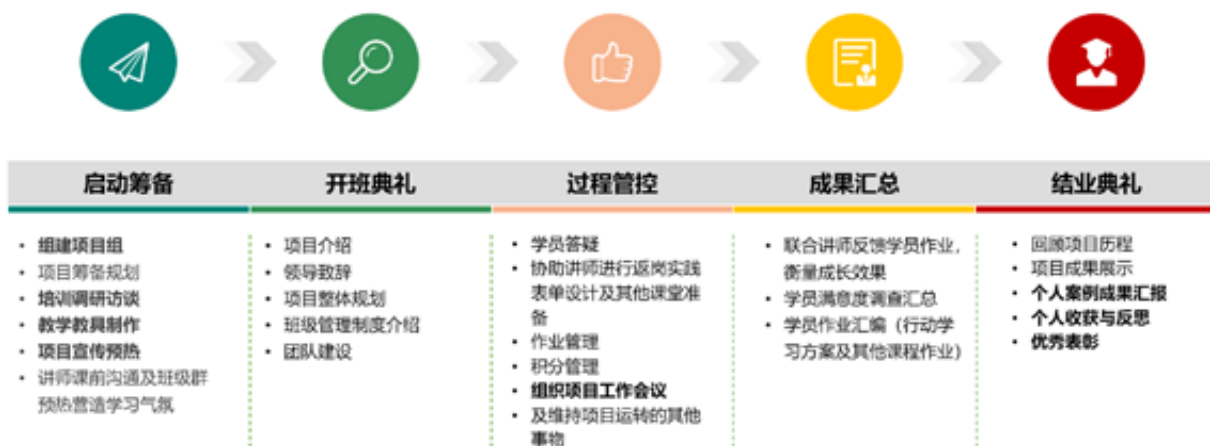 启动筹备
开班典礼
过程管控
成果汇总
结业典礼
• 组建项目组
• 项目筹备规划
• 培训调研访谈
• 教学教具制作
• 项目宣传预热
• 讲师课前沟通及班级群
预热营造学习气氛
• 项目介绍
• 领导致辞
• 项目整体规划
• 班级管理制度介绍
• 团队建设
• 学员答疑
• 协助讲师进行返岗实践
表单设计及其他课堂准
备
• 作业管理
• 积分管理
• 组织项目工作会议
• 及维持项目运转的其他
事物
• 联合讲师反馈学员作业,
衡量成长效果
• 学员满意度调查汇总
• 学员作业汇编（行动学
习方案及其他课程作业）
• 回顾项目历程
• 项目成果展示
• 个人案例成果汇报
• 个人收获与反思
• 优秀表彰